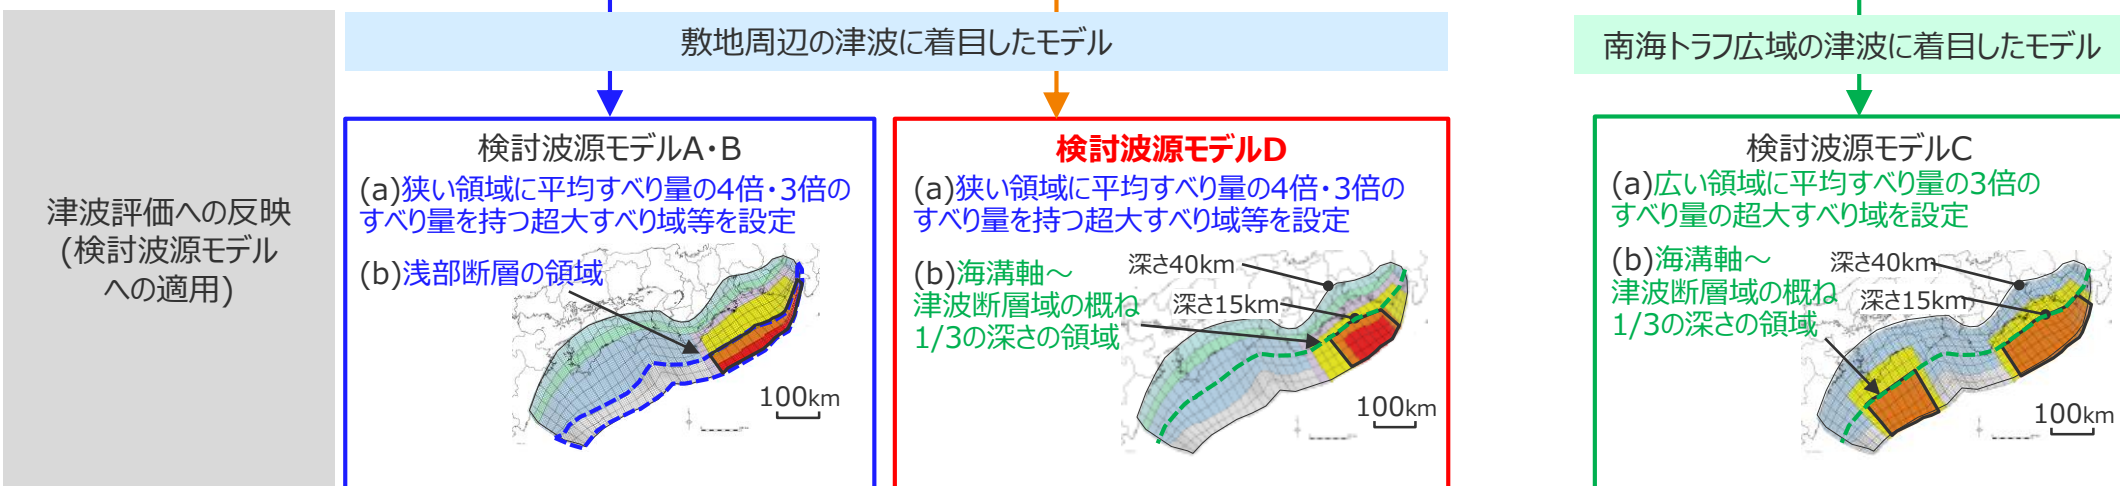 敷地周辺の津波に着目したモデル
南海トラフ広域の津波に着目したモデル
津波評価への反映
(検討波源モデル
への適用)
検討波源モデルA・B
(a)狭い領域に平均すべり量の4倍・3倍の
すべり量を持つ超大すべり域等を設定
(b)浅部断層の領域
100km
検討波源モデルD
(a)狭い領域に平均すべり量の4倍・3倍の
すべり量を持つ超大すべり域等を設定
(b)海溝軸～
津波断層域の概ね
1/3の深さの領域
深さ40km
深さ15km
100km
検討波源モデルC
(a)広い領域に平均すべり量の3倍の
すべり量の超大すべり域を設定
(b)海溝軸～
津波断層域の概ね
1/3の深さの領域
深さ40km
深さ15km
100km